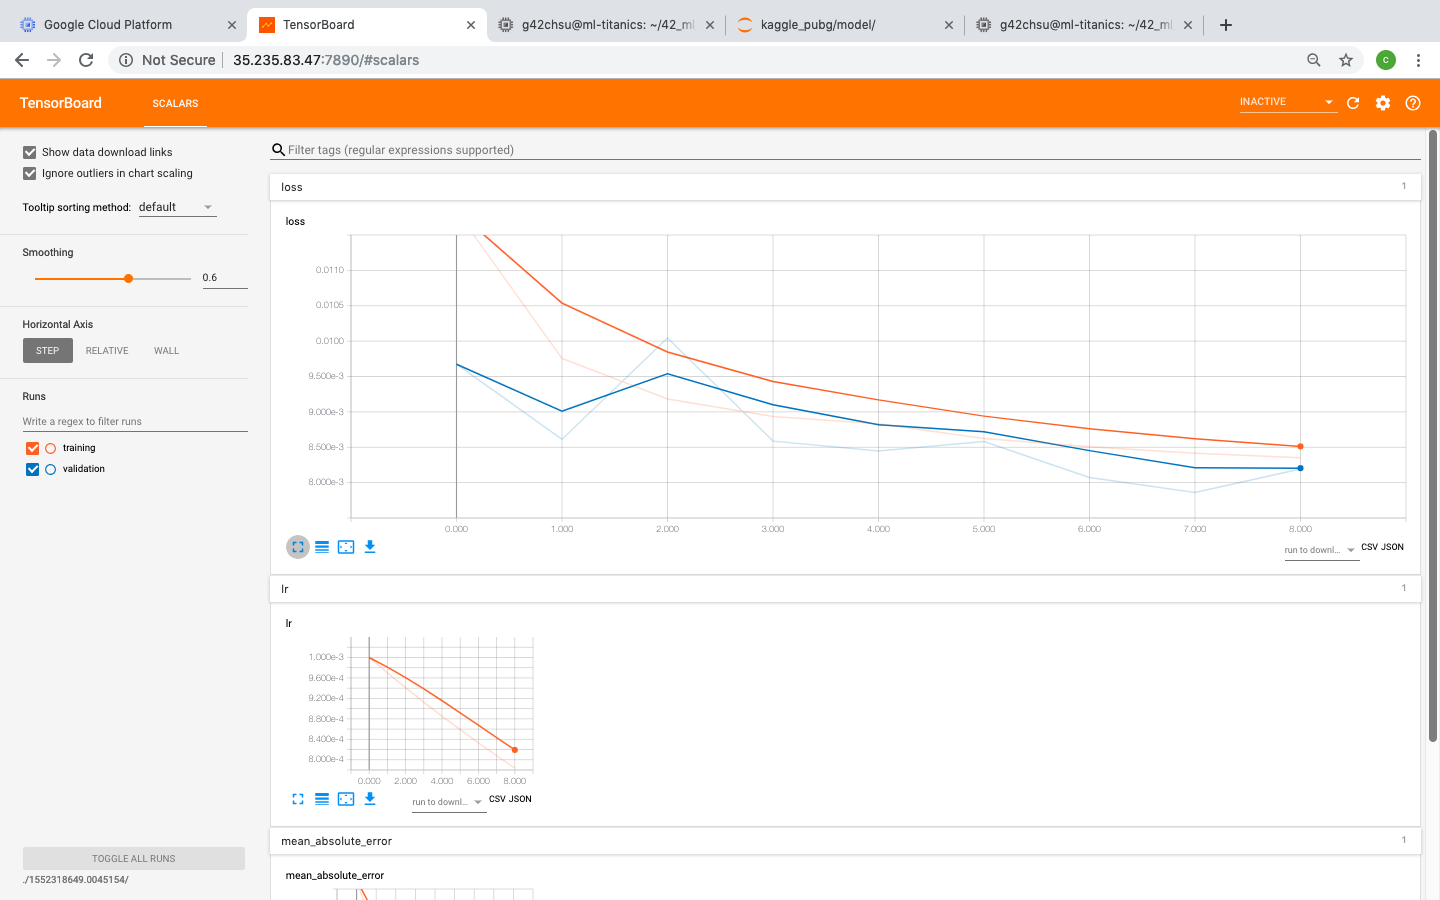 Google Cloud Platform
TensorBoard
g42chsu@ml-titanics: ~/42_ml
kaggle_pubg/model/
g42chsu@ml-titanics: ~/42_ml
Not Secure
35.235.83.47:7890/#scalars
C
TensorBoard
SCALARS
INACTIVE
Show data download links
Ignore outliers in chart scaling
Tooltip sorting method: default
Smoothing
0.6
Horizontal Axis
STEP RELATIVE WALL
Runs
Write a regex to filter runs
training
validation
TOGGLE ALL RUNS
./1552318649.0045154/
Filter tags (regular expressions supported)
loss 1
loss
0.0110
0.0105
0.0100
9.500e-3
9.000e-3
8.500e-3
8.000e-3
0.000 1.000 2.000 3.000 4.000 5.000 6.000 7.000 8.000
run to downl... CSV JSON
lr 1
lr
1.000e-3
9.600e-4
9.200e-4
8.800e-4
8.400e-4
8.000e-4
0.000 2.000 4.000 6.000 8.000
run to downl... CSV JSON
mean_absolute_error 1
mean_absolute_error